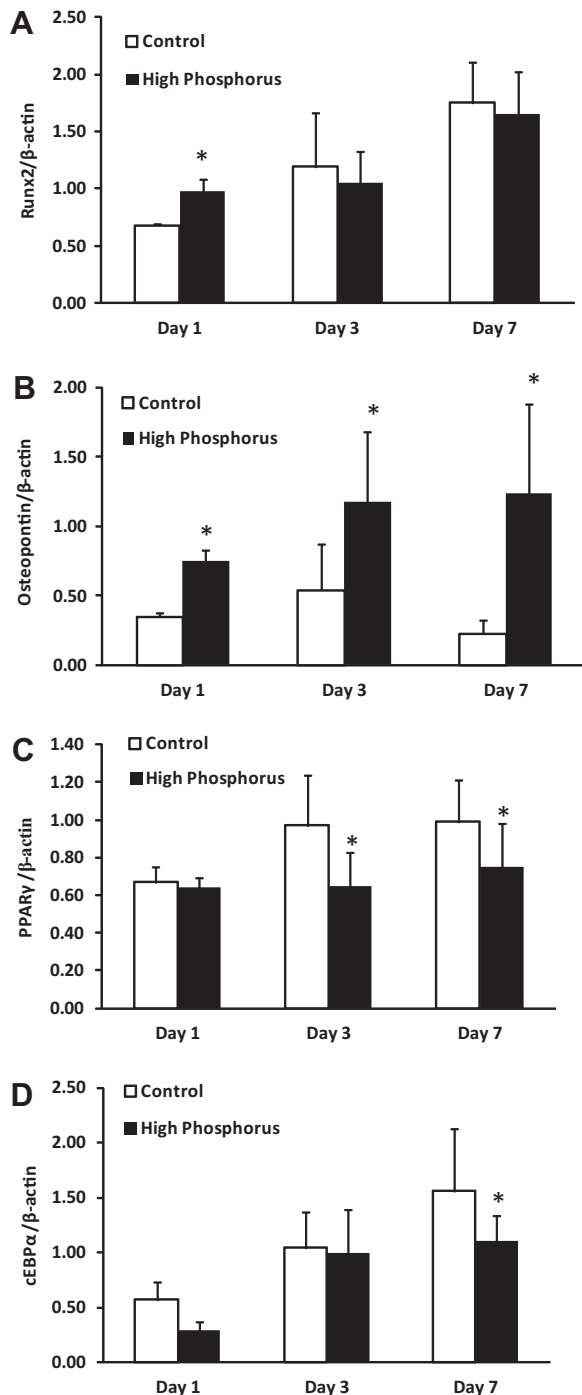 A
Control
High Phosphorus
Runx2/β-actin
2.50
2.00
1.50
1.00
0.50
0.00
*
Day 1 Day 3 Day 7
B
Control
High Phosphorus
Osteopontin/β-actin
2.00
1.50
1.00
0.50
0.00
*
*
*
Day 1 Day 3 Day 7
C
Control
High Phosphorus
PPARγ/β-actin
1.40
1.20
1.00
0.80
0.60
0.40
0.20
0.00
*
*
Day 1 Day 3 Day 7
D
Control
High Phosphorus
cEBPα/β-actin
2.50
2.00
1.50
1.00
0.50
0.00
*
Day 1 Day 3 Day 7